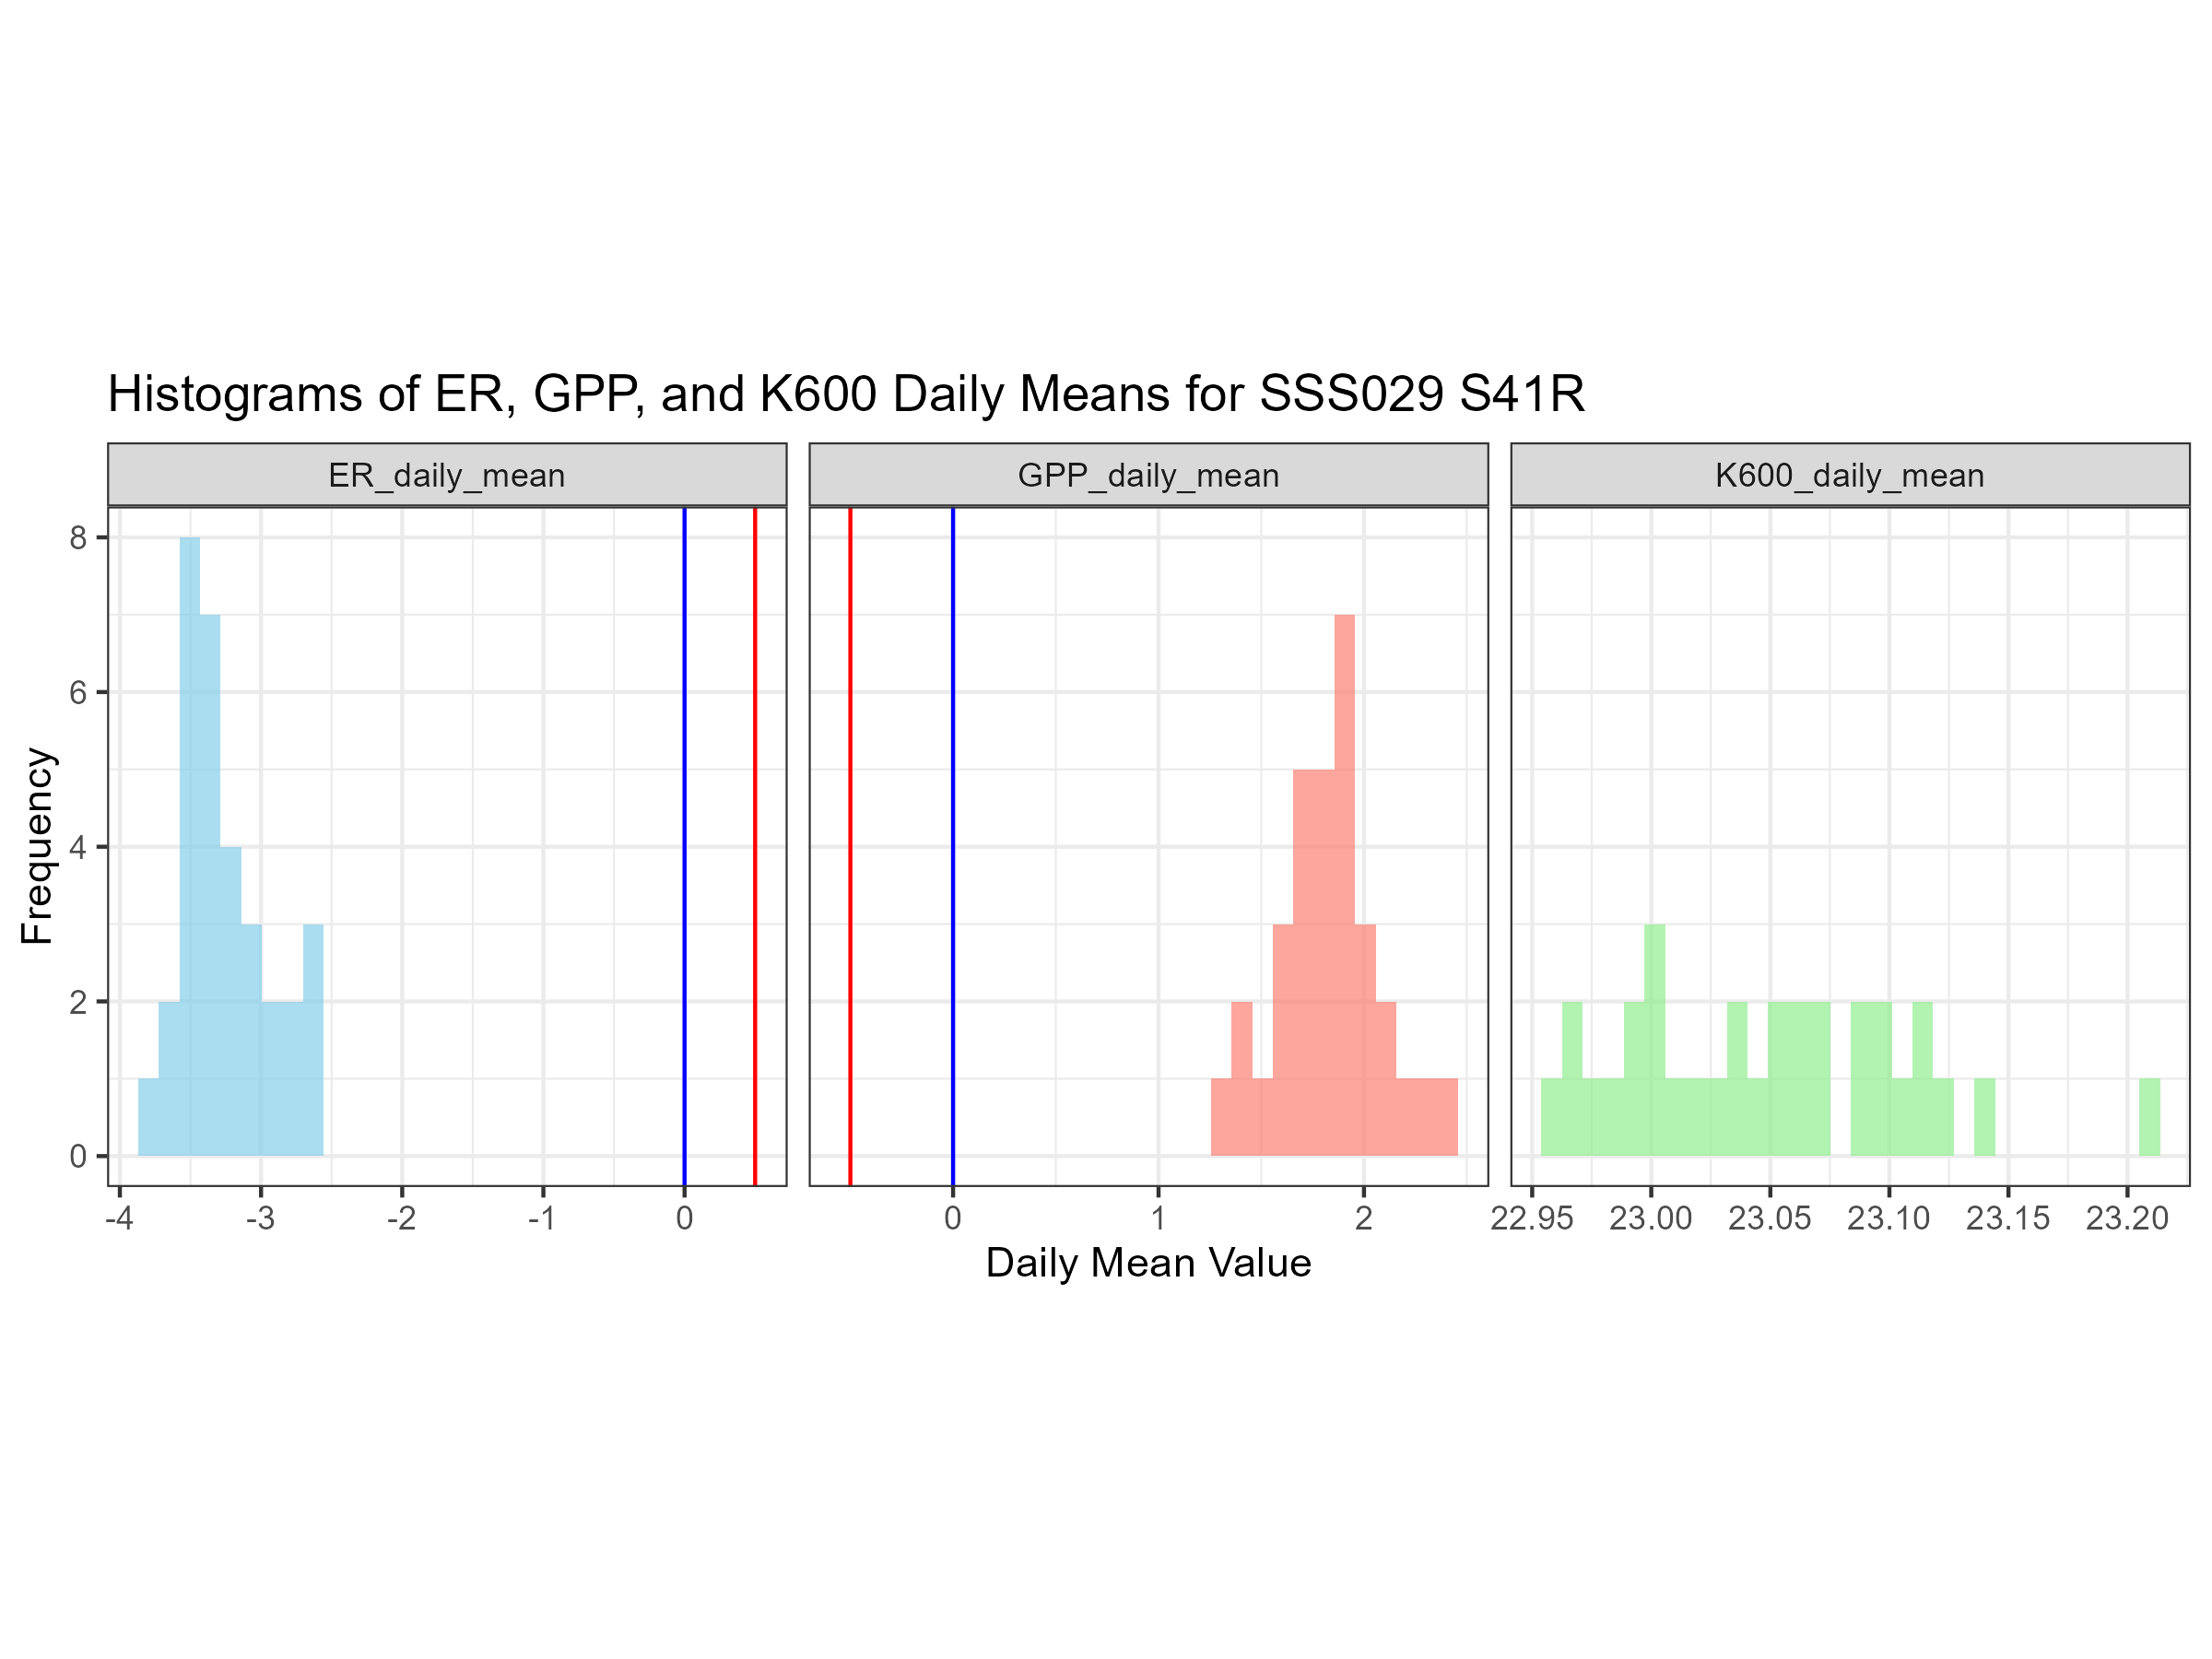 Histograms of ER, GPP, and K600 Daily Means for SSS029 S41R
ER_daily_mean
GPP_daily_mean
K600_daily_mean
Frequency
8
6
4
2
0
-4 -3 -2 -1 0
0 1 2
22.95 23.00 23.05 23.10 23.15 23.20
Daily Mean Value